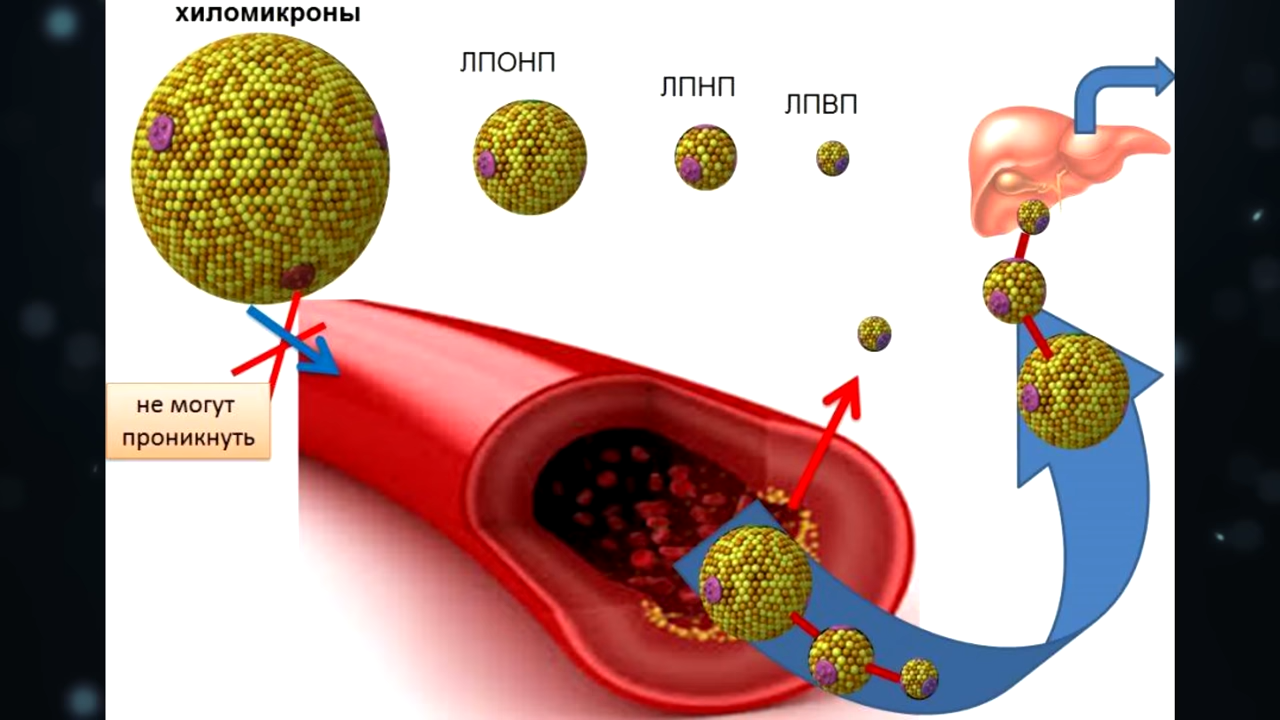 хиломикроны
ЛПОНП
ЛПНП
ЛПВП
не могут
проникнуть